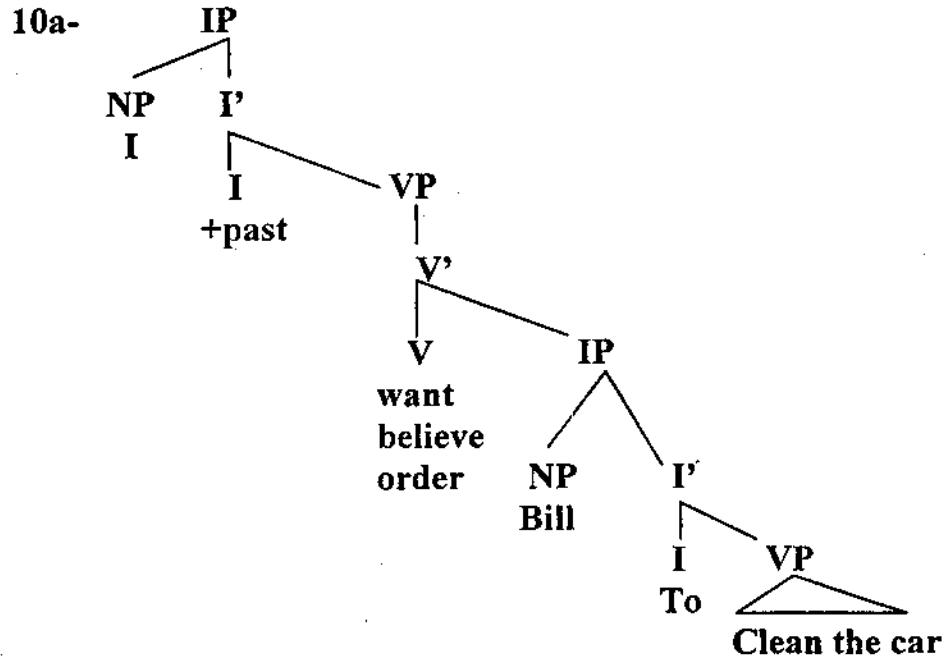 10a- IP
NP I'
I
I VP
+past
V'
V IP
want
believe
order NP I'
Bill
I VP
To
Clean the car